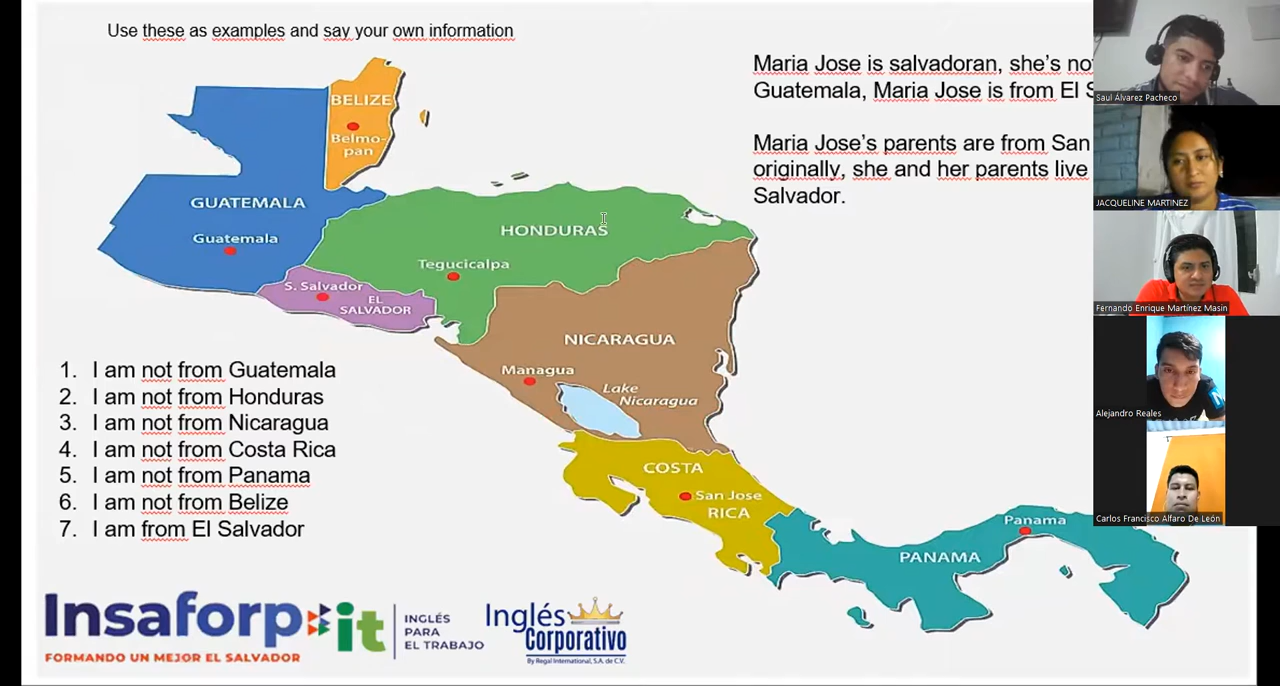 Use these as examples and say your own information
Maria Jose is salvadoran, she's
Guatemala, Maria Jose is from El
Maria Jose's parents are from San
originally, she and her parents live
Salvador.
BELIZE
Belmo-
pan
GUATEMALA
Guatemala
HONDURAS
Tegucicalpa
S. Salvador
EL
SALVADOR
NICARAGUA
Managua
Lake
Nicaragua
COSTA
San Jose
RICA
Panama
PANAMA
1. I am not from Guatemala
2. I am not from Honduras
3. I am not from Nicaragua
4. I am not from Costa Rica
5. I am not from Panama
6. I am not from Belize
7. I am from El Salvador
Insaforp it
FORMANDO UN MEJOR EL SALVADOR
INGLÉS
PARA
EL TRABAJO
Inglés
Corporativo
By Regal International, S.A. de C.V.
Saul Álvarez Pacheco
JACQUELINE MARTINEZ
Fernando Enrique Martínez Masin
Alejandro Reales
Carlos Francisco Alfaro De León